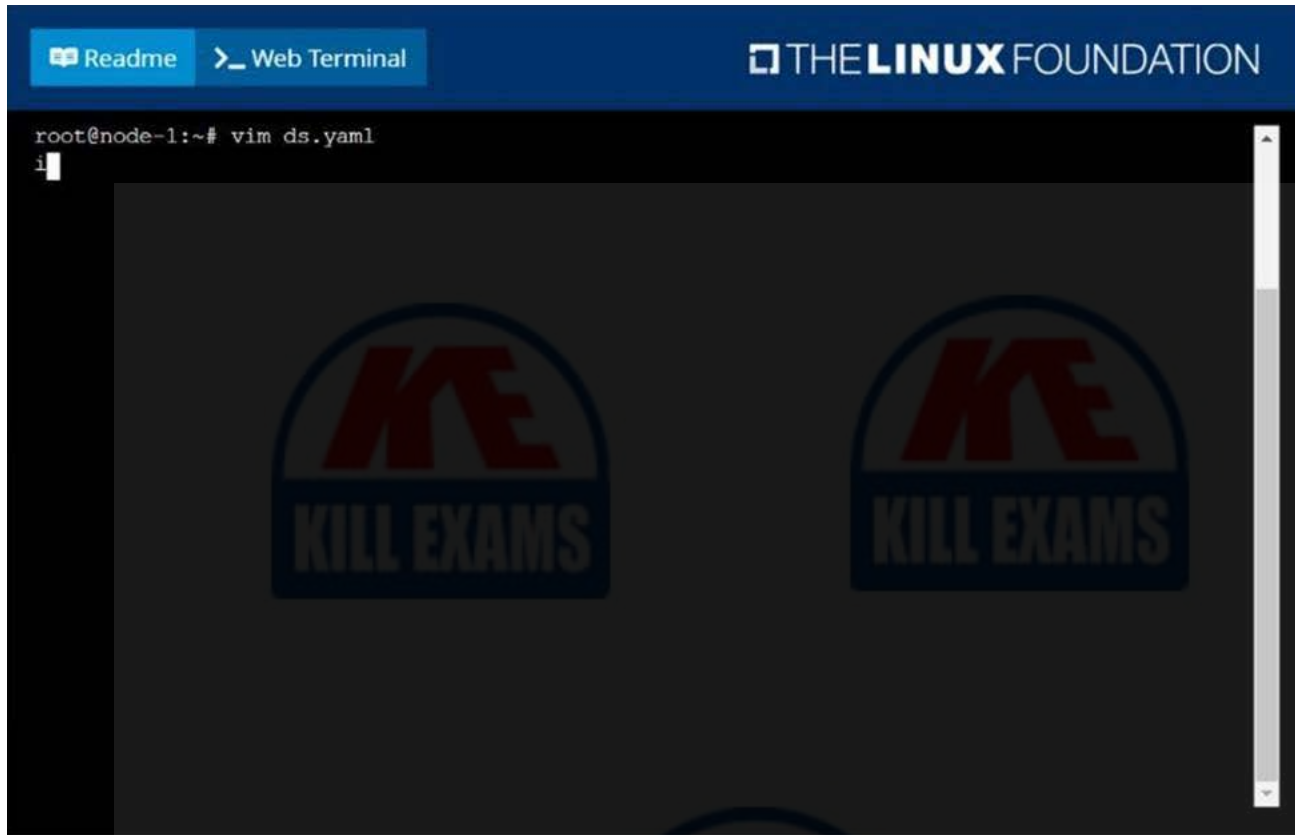 Readme >_ Web Terminal THE LINUX FOUNDATION
root@node-1:~# vim ds.yaml
i
KILL EXAMS KILL EXAMS